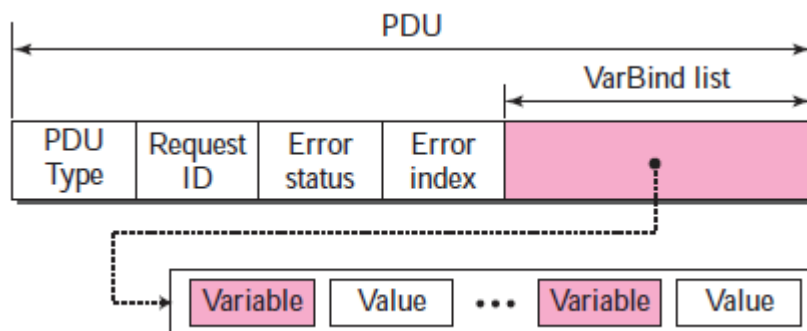 PDU
VarBind list
PDU Type
Request ID
Error status
Error index
Variable Value ••• Variable Value